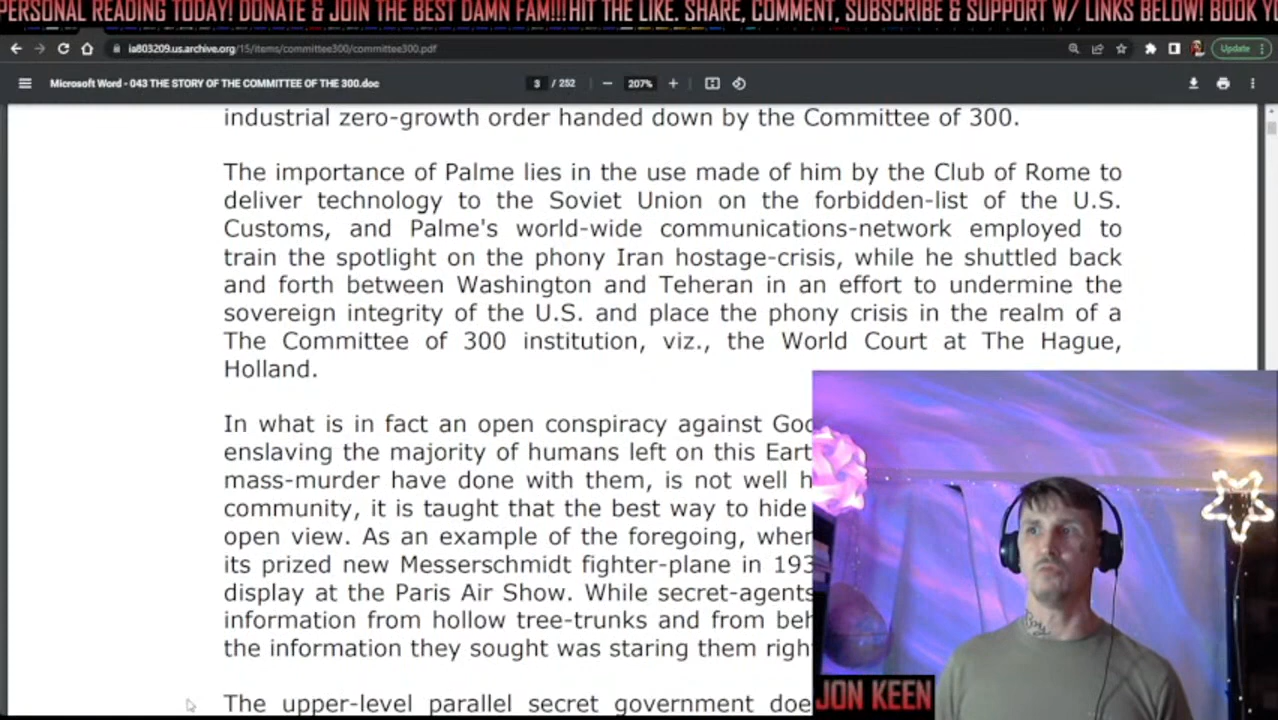 PERSONAL READING TODAY! DONATE & JOIN THE BEST DAMN FAM!!! HIT THE LIKE. SHARE, COMMENT, SUBSCRIBE & SUPPORT W/ LINKS BELOW! BOOK
ia803209.us.archive.org/15/items/committee300/committee300.pdf
Update
Microsoft Word - 043 THE STORY OF THE COMMITTEE OF THE 300.doc
3 / 252
207%
industrial zero-growth order handed down by the Committee of 300.
The importance of Palme lies in the use made of him by the Club of Rome to
deliver technology to the Soviet Union on the forbidden-list of the U.S.
Customs, and Palme's world-wide communications-network employed to
train the spotlight on the phony Iran hostage-crisis, while he shuttled back
and forth between Washington and Teheran in an effort to undermine the
sovereign integrity of the U.S. and place the phony crisis in the realm of a
The Committee of 300 institution, viz., the World Court at The Hague,
Holland.
In what is in fact an open conspiracy against
enslaving the majority of humans left on this
mass-murder have done with them, is not well
community, it is taught that the best way to hide
open view. As an example of the foregoing,
its prized new Messerschmidt fighter-plane in
display at the Paris Air Show. While secret-agents
information from hollow tree-trunks and from
the information they sought was staring them
The upper-level parallel secret government
JON KEEN